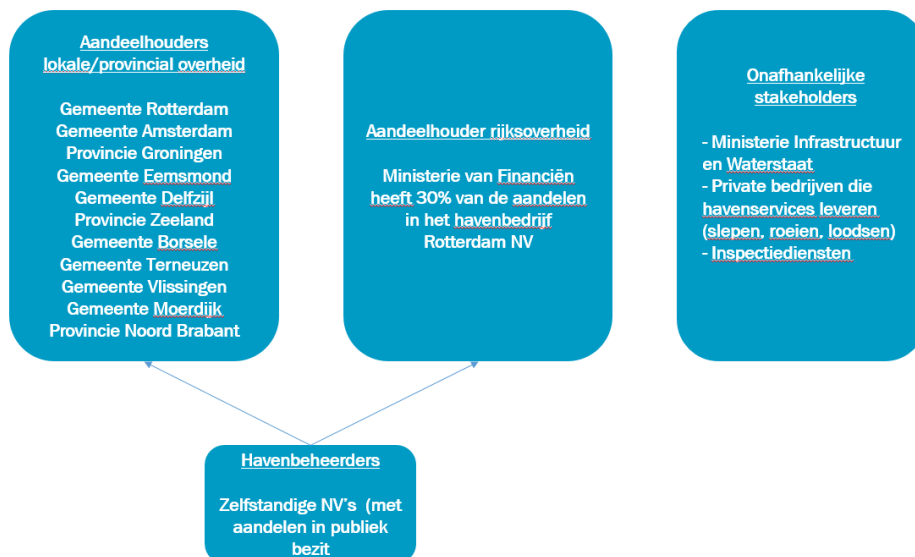 Aandeelhouders
lokale/provincial overheid
Gemeente Rotterdam
Gemeente Amsterdam
Provincie Groningen
Gemeente Eemsmond
Gemeente Delfzijl
Provincie Zeeland
Gemeente Borsele
Gemeente Terneuzen
Gemeente Vlissingen
Gemeente Moerdijk
Provincie Noord Brabant
Aandeelhouder rijksoverheid
Ministerie van Financiën
heeft 30% van de aandelen
in het havenbedrijf
Rotterdam NV
Onafhankelijke
stakeholders
- Ministerie Infrastructuur
en Waterstaat
- Private bedrijven die
havenservices leveren
(slepen, roeien, loodsen)
- Inspectiediensten
Havenbeheerders
Zelfstandige NV's (met
aandelen in publiek
bezit